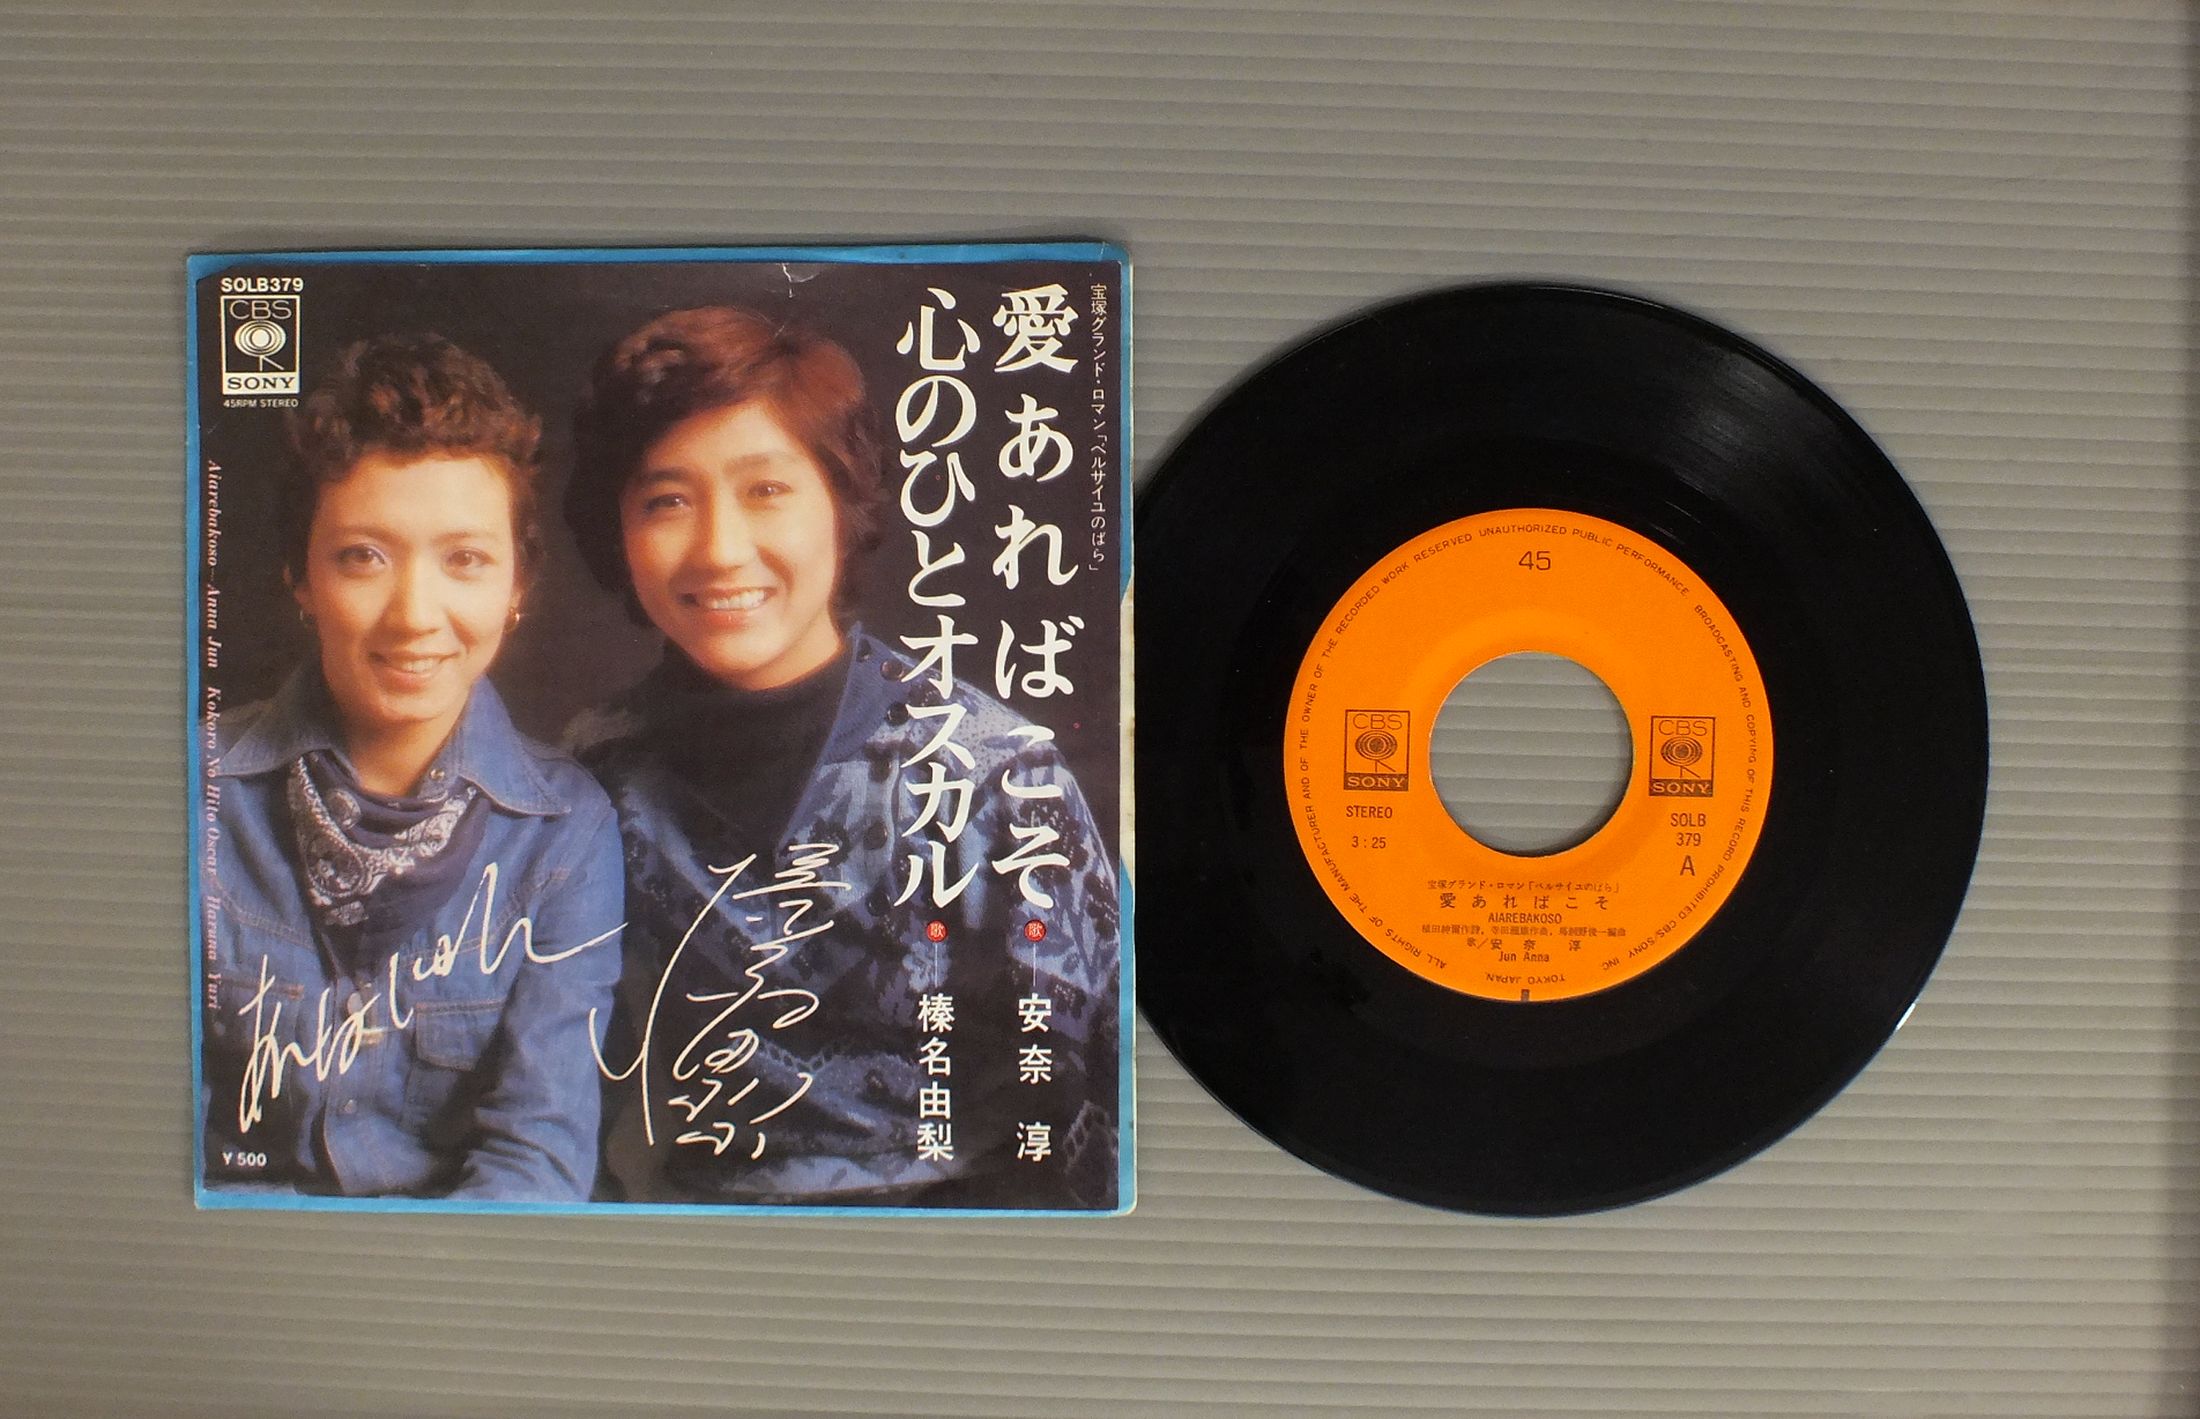 SOLB379
CBS
SONY
45RPM STEREO
宝塚グランド・ロマン「ベルサイユのばら」
愛あればこそ
歌 安奈 淳
心のひとオスカル
歌 榛名由梨
Aiarebakoso—Anna Jun Kokoro No Hito Oscar—Haruna Yuri
あんなじゅん
¥500
45
ALL RIGHTS OF THE MANUFACTURER AND OF THE OWNER OF THE RECORDED WORK RESERVED UNAUTHORIZED PUBLIC PERFORMANCE BROADCASTING AND COPYING OF THIS RECORD PROHIBITED CBS/SONY INC TOKYO JAPAN
CBS
SONY
CBS
SONY
STEREO
3:25
SOLB
379
A
宝塚グランド・ロマン「ベルサイユのばら」
愛あればこそ
AIAREBAKOSO
歌/安奈 淳
Jun Anna